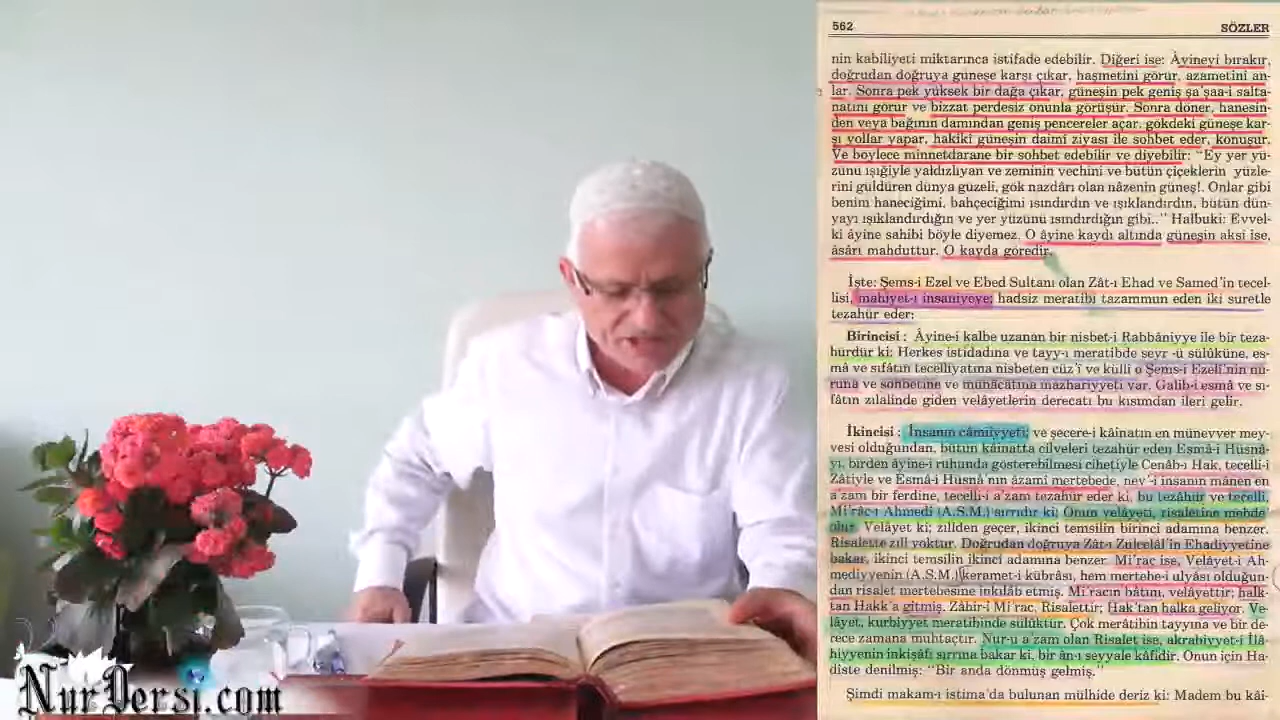 562 SÖZLER
nin kabiliyeti miktarınca istifade edebilir. Diğeri ise: Âyineyi bırakır,
doğrudan doğruya güneşe karşı çıkar, haşmetini görür, azametini an-
lar. Sonra pek yüksek bir dağa çıkar, güneşin pek geniş şa'şaa-i salta-
natını görür ve bizzat perdesiz onunla görüşür. Sonra döner, hanesin-
den veya bağının damından geniş pencereler açar, gökdeki güneşe kar-
şı yollar yapar, hakikî güneşin daimî ziyası ile sohbet eder, konuşur.
Ve böylece minnetdarane bir sohbet edebilir ve diyebilir: "Ey yer yü-
zünü ışığiyle yaldızlıyan ve zeminin vechini ve bütün çiçeklerin yüzle-
rini güldüren dünya güzeli, gök nazdârı olan nâzenin güneş!. Onlar gibi
benim haneciğimi, bahçeciğimi ısındırdın ve ışıklandırdın, bütün dün-
yayı ışıklandırdığın ve yer yüzünü ısındırdığın gibi.." Halbuki: Evvel-
ki âyine sahibi böyle diyemez. O âyine kaydı altında güneşin aksi ise,
âsârı mahduttur. O kayda göredir.
İşte: Şems-i Ezel ve Ebed Sultanı olan Zât-ı Ehad ve Samed'in tecel-
lisi, mahiyet-i insaniyeye; hadsiz meratibi tazammun eden iki suretle
tezahür eder:
Birincisi : Âyine-i kalbe uzanan bir nisbet-i Rabbâniyye ile bir teza-
hürdür ki: Herkes istidadına ve tayy-ı meratibde seyr -ü sülûküne, es-
mâ ve sıfâtın tecelliyatına nisbeten cüz'î ve küllî o Şems-i Ezelî'nin nu-
runa ve sohbetine ve münâcâtına mazhariyyeti var. Galib-i esmâ ve sı-
fâtın zılâlinde giden velâyetlerin derecatı bu kısımdan ileri gelir.
İkincisi : İnsanın câmiiyyeti; ve şecere-i kâinatın en münevver mey-
vesi olduğundan, bütün kâinatta cilveleri tezahür eden Esmâ-i Hüsnâ-
yı, birden âyine-i ruhunda gösterebilmesi cihetiyle Cenâb-ı Hak, tecelli-i
Zâtiyle ve Esmâ-i Hüsnâ'nın âzamî mertebede, nev'-i insanın mânen en
a'zam bir ferdine, tecelli-i a'zam tezahür eder ki, bu tezâhür ve tecelli,
Mi'râc-ı Ahmedî (A.S.M.) sırrıdır ki: Onun velâyeti, risaletine mebde
olur. Velâyet ki; zıllden geçer, ikinci temsilin birinci adamına benzer.
Risalette zıll yoktur. Doğrudan doğruya Zât-ı Zülcelâl'in Ehadiyyetine
bakar, ikinci temsilin ikinci adamına benzer. Mi'rac ise, Velâyet-i Ah-
mediyyenin (A.S.M.) keramet-i kübrâsı, hem mertebe-i ulyâsı olduğun-
dan risalet mertebesine inkılâb etmiş. Mi'racın bâtını, velâyettir; halk-
tan Hakk'a gitmiş. Zâhir-i Mi'rac, Risalettir; Hak'tan halka geliyor. Ve-
lâyet, kurbiyyet meratibinde sülûktür. Çok merâtibin tayyına ve bir de-
rece zamana muhtaçtır. Nur-u a'zam olan Risalet ise, akrabiyyet-i İlâ-
hiyyenin inkişâfı sırrına bakar ki, bir ân-ı seyyale kâfidir. Onun için Ha-
diste denilmiş: "Bir anda dönmüş gelmiş."
Şimdi makam-ı istima'da bulunan mülhide deriz ki: Madem bu kâi-
NurDersi.com